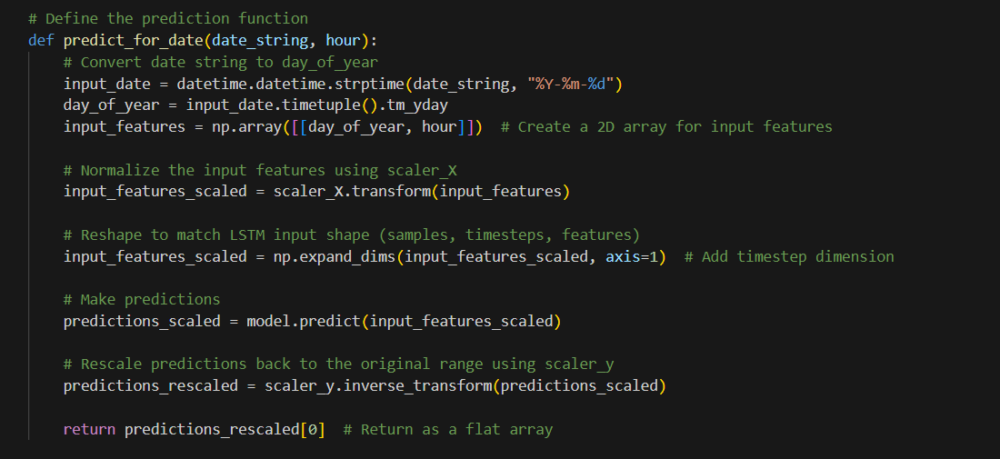 # Define the prediction function
def predict_for_date(date_string, hour):
    # Convert date string to day_of_year
    input_date = datetime.datetime.strptime(date_string, "%Y-%m-%d")
    day_of_year = input_date.timetuple().tm_yday
    input_features = np.array([[day_of_year, hour]])  # Create a 2D array for input features
    # Normalize the input features using scaler_X
    input_features_scaled = scaler_X.transform(input_features)
    # Reshape to match LSTM input shape (samples, timesteps, features)
    input_features_scaled = np.expand_dims(input_features_scaled, axis=1)  # Add timestep dimension
    # Make predictions
    predictions_scaled = model.predict(input_features_scaled)
    # Rescale predictions back to the original range using scaler_y
    predictions_rescaled = scaler_y.inverse_transform(predictions_scaled)
    return predictions_rescaled[0]  # Return as a flat array